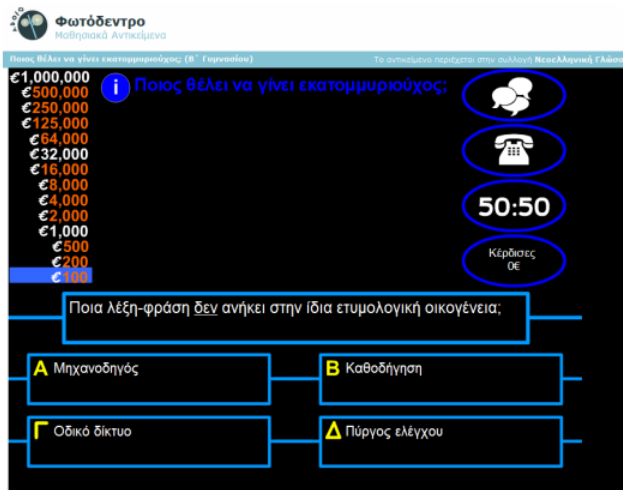 Φωτόδεντρο
Μαθησιακά Αντικείμενα
Ποιος θέλει να γίνει εκατομμυριούχος; (Β΄ Γυμνασίου)
Το αντικείμενο περιέχεται στην συλλογή Νεοελληνική Γλώσσ
€1,000,000
€500,000
€250,000
€125,000
€64,000
€32,000
€16,000
€8,000
€4,000
€2,000
€1,000
€500
€200
€100
i Ποιος θέλει να γίνει εκατομμυριούχος;
50:50
Κέρδισες
0€
Ποια λέξη-φράση δεν ανήκει στην ίδια ετυμολογική οικογένεια;
Α Μηχανοδηγός
Β Καθοδήγηση
Γ Οδικό δίκτυο
Δ Πύργος ελέγχου